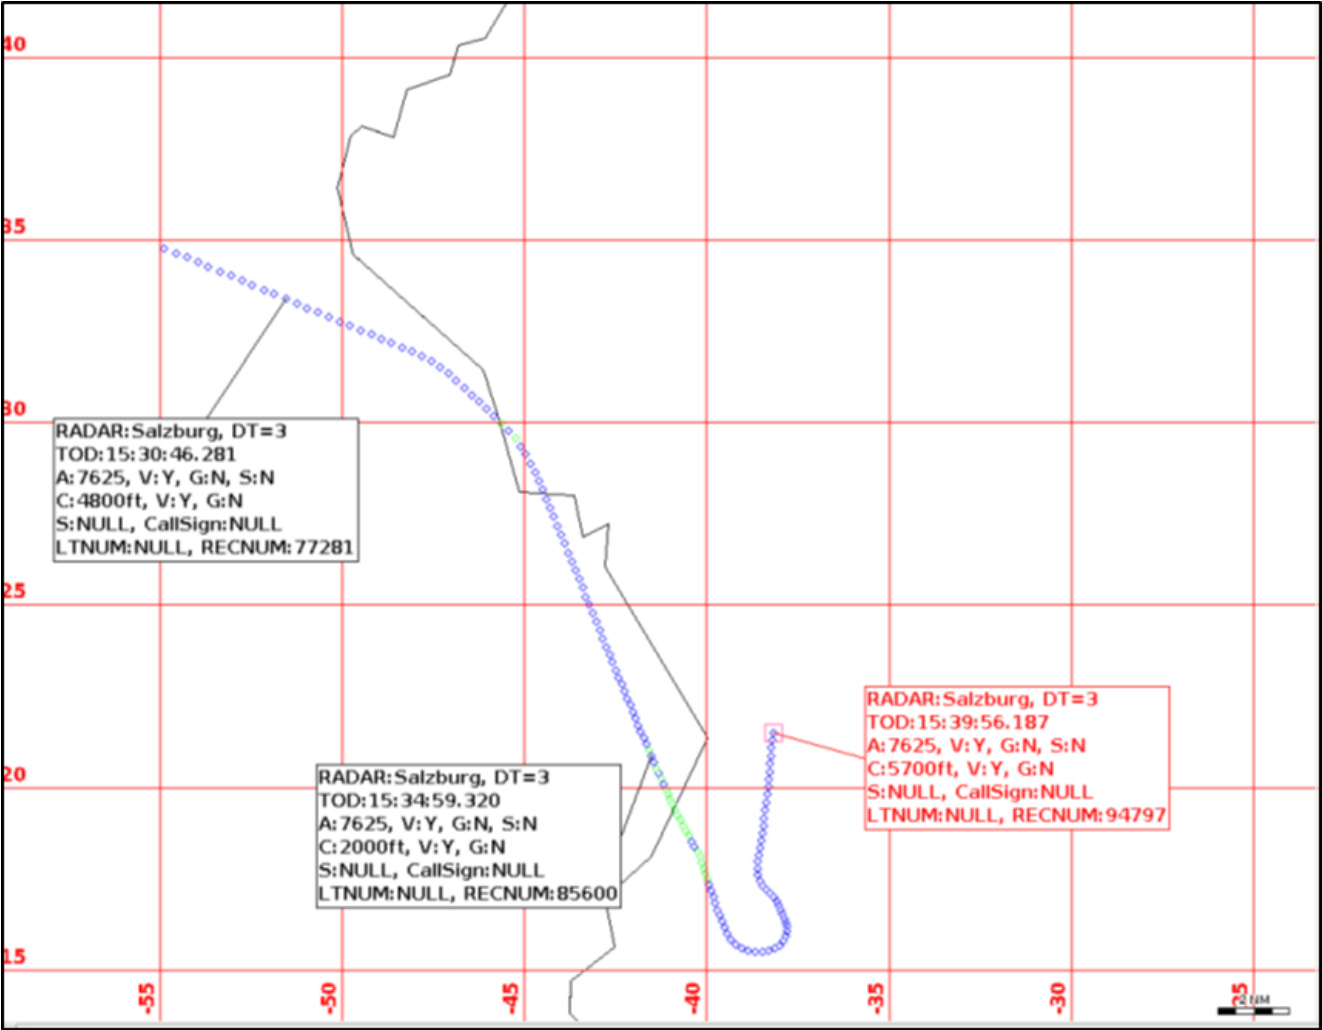 40
35
30
RADAR:Salzburg, DT=3
TOD:15:30:46.281
A:7625, V:Y, G:N, S:N
C:4800ft, V:Y, G:N
S:NULL, CallSign:NULL
LTNUM:NULL, RECNUM:77281
25
RADAR:Salzburg, DT=3
TOD:15:39:56.187
A:7625, V:Y, G:N, S:N
C:5700ft, V:Y, G:N
S:NULL, CallSign:NULL
LTNUM:NULL, RECNUM:94797
20
RADAR:Salzburg, DT=3
TOD:15:34:59.320
A:7625, V:Y, G:N, S:N
C:2000ft, V:Y, G:N
S:NULL, CallSign:NULL
LTNUM:NULL, RECNUM:85600
15
-55
-50
-45
-40
-35
-30
-25
2 NM